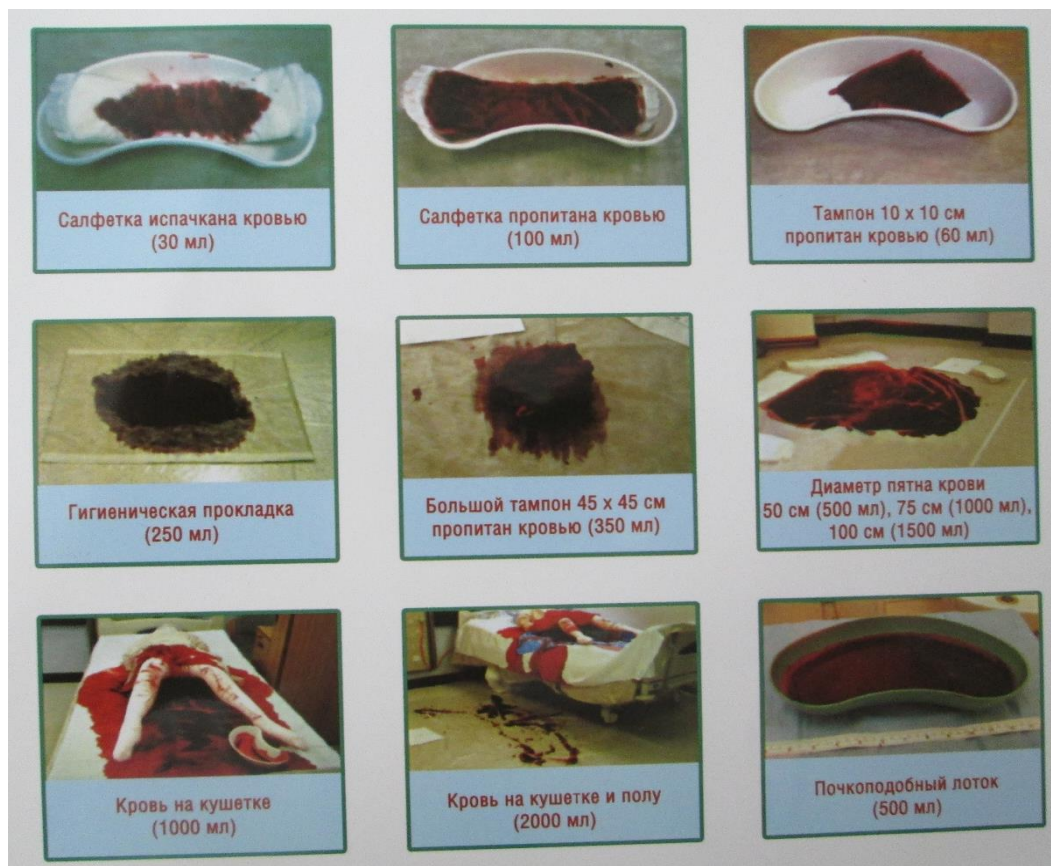 Салфетка испачкана кровью
(30 мл)
Салфетка пропитана кровью
(100 мл)
Тампон 10 х 10 см
пропитан кровью (60 мл)
Гигиеническая прокладка
(250 мл)
Большой тампон 45 х 45 см
пропитан кровью (350 мл)
Диаметр пятна крови
50 см (500 мл), 75 см (1000 мл),
100 см (1500 мл)
Кровь на кушетке
(1000 мл)
Кровь на кушетке и полу
(2000 мл)
Почкоподобный лоток
(500 мл)